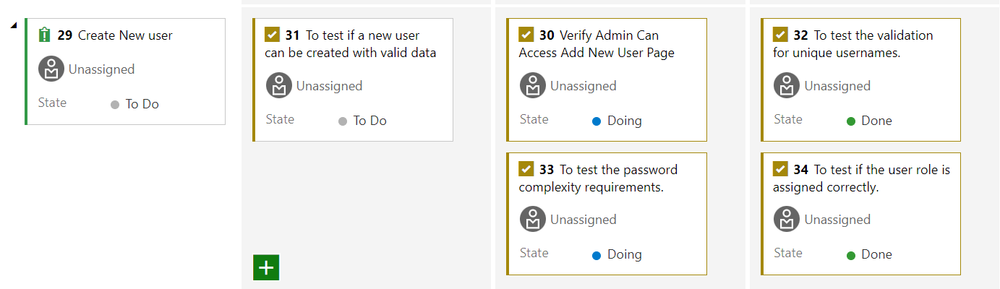 29 Create New user
Unassigned
State To Do
31 To test if a new user
can be created with valid data
Unassigned
State To Do
30 Verify Admin Can
Access Add New User Page
Unassigned
State Doing
33 To test the password
complexity requirements.
Unassigned
State Doing
32 To test the validation
for unique usernames.
Unassigned
State Done
34 To test if the user role is
assigned correctly.
Unassigned
State Done